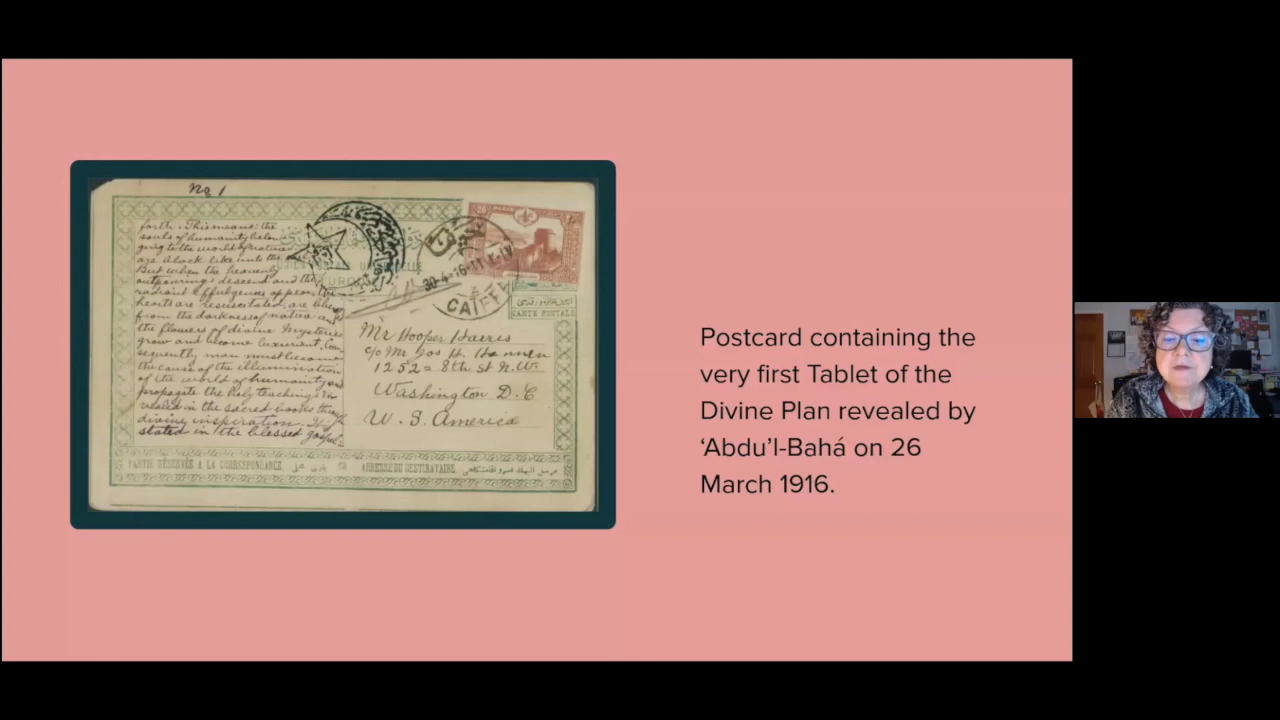 No 1
forth. This means: the
souls of humanity belon-
ging to the world of nature
are black like unto the
But when the heavenly
outpourings descend and the
radiant effulgences appear, the
hearts are resuscitated, are
from the darkness of nature and
the flowers of divine mysteries
grow and become luxuriant. Con-
sequently man must become
the cause of the illumination
of the world of humanity and
propagate the holy teachings re-
vealed in the sacred books through
divine inspiration. It is
stated in the blessed gospel:
20
30-4-16
CAIFFA
CARTE POSTALE
Mr Hooper Harris
c/o Mr Jos H. Hannen
1252 = 8th St N.W.
Washington D.C
U.S. America
PARTIE RÉSERVÉE À LA CORRESPONDANCE
ADRESSE DU DESTINATAIRE
Postcard containing the
very first Tablet of the
Divine Plan revealed by
‘Abdu’l-Bahá on 26
March 1916.